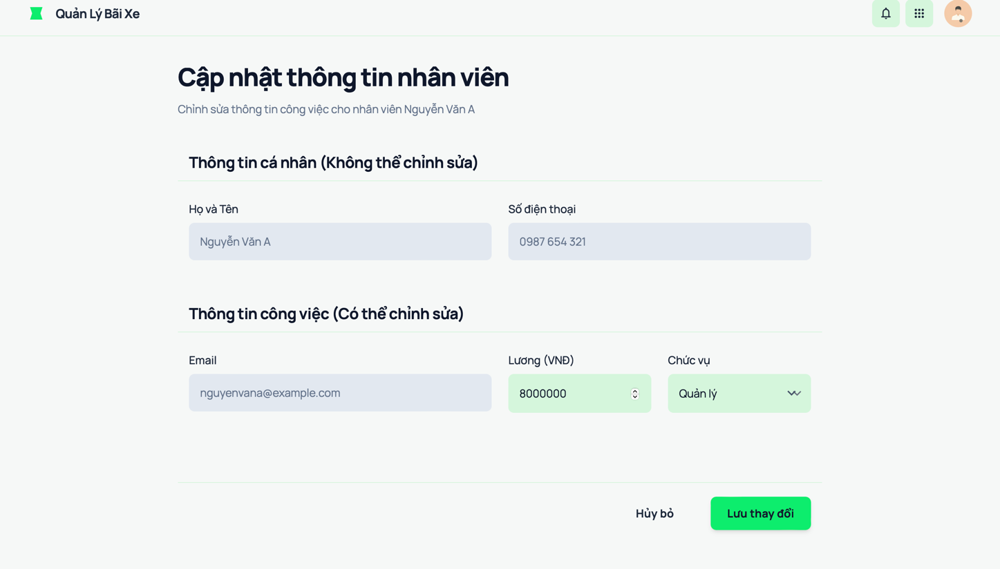 Quản Lý Bãi Xe
Cập nhật thông tin nhân viên
Chỉnh sửa thông tin công việc cho nhân viên Nguyễn Văn A
Thông tin cá nhân (Không thể chỉnh sửa)
Họ và Tên
Số điện thoại
Nguyễn Văn A
0987 654 321
Thông tin công việc (Có thể chỉnh sửa)
Email
Lương (VNĐ)
Chức vụ
nguyenvana@example.com
8000000
Quản lý
Hủy bỏ
Lưu thay đổi